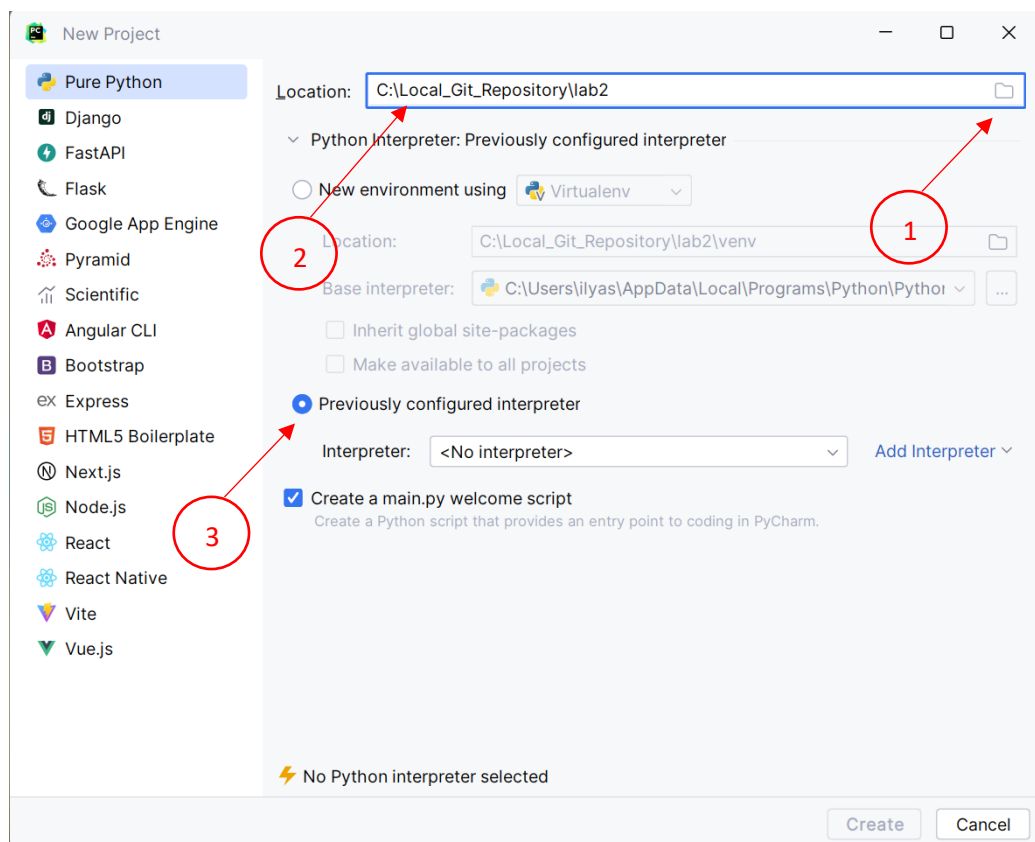 PC
New Project
Pure Python
dj
Django
FastAPI
Flask
Google App Engine
Pyramid
Scientific
Angular CLI
A
B
Bootstrap
ex
Express
5
HTML5 Boilerplate
N
Next.js
JS
Node.js
React
React Native
Vite
Vue.js
Location: C:\Local_Git_Repository\lab2
Python Interpreter: Previously configured interpreter
New environment using Virtualenv
Location: C:\Local_Git_Repository\lab2\venv
Base interpreter: C:\Users\ilyas\AppData\Local\Programs\Python\Pythor ...
Inherit global site-packages
Make available to all projects
Previously configured interpreter
Interpreter: <No interpreter> Add Interpreter
Create a main.py welcome script
Create a Python script that provides an entry point to coding in PyCharm.
1
2
3
No Python interpreter selected
Create Cancel